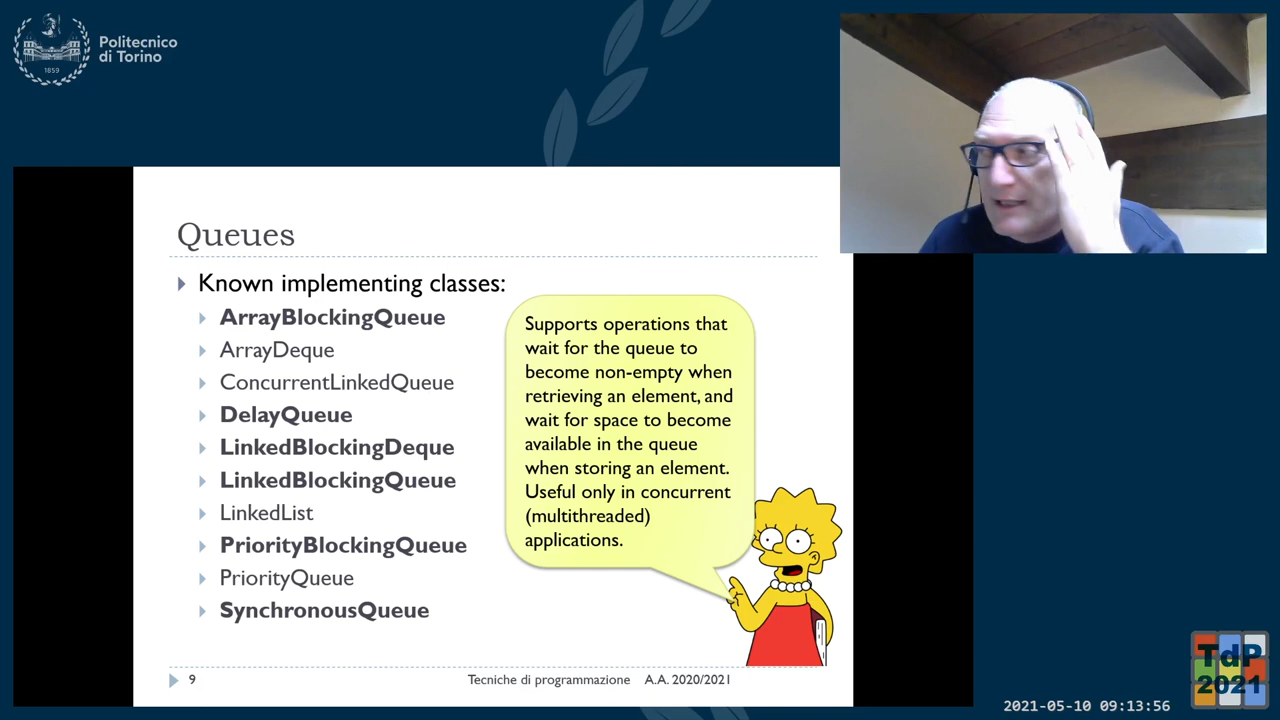 Politecnico
di Torino
1859
Queues
Known implementing classes:
ArrayBlockingQueue
ArrayDeque
ConcurrentLinkedQueue
DelayQueue
LinkedBlockingDeque
LinkedBlockingQueue
LinkedList
PriorityBlockingQueue
PriorityQueue
SynchronousQueue
Supports operations that
wait for the queue to
become non-empty when
retrieving an element, and
wait for space to become
available in the queue
when storing an element.
Useful only in concurrent
(multithreaded)
applications.
9
Tecniche di programmazione A.A. 2020/2021
TdP
2021
2021-05-10 09:13:56